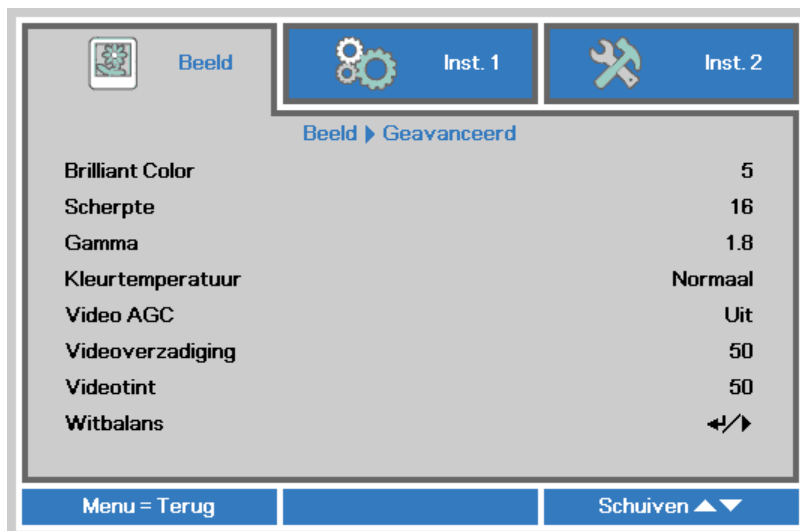 Beeld Inst. 1 Inst. 2
Beeld Geavanceerd
Brilliant Color 5
Scherpte 16
Gamma 1.8
Kleurtemperatuur Normaal
Video AGC Uit
Videoverzadiging 50
Videotint 50
Witbalans ↵/▶
Menu = Terug Schuiven ▲▼